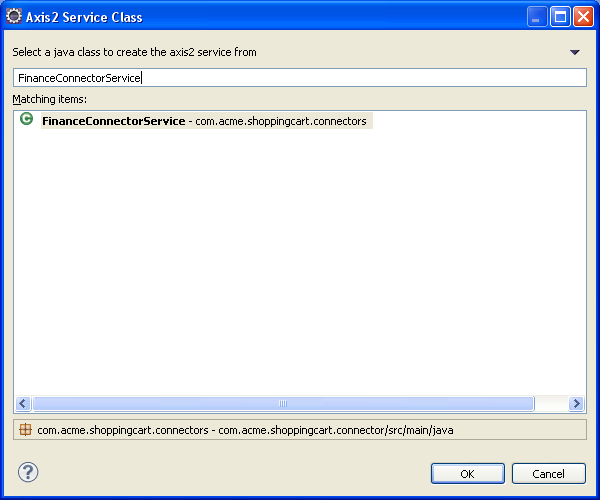 Axis2 Service Class
Select a java class to create the axis2 service from
FinanceConnectorService
Matching items:
C FinanceConnectorService - com.acme.shoppingcart.connectors
com.acme.shoppingcart.connectors - com.acme.shoppingcart.connector/src/main/java
? OK Cancel